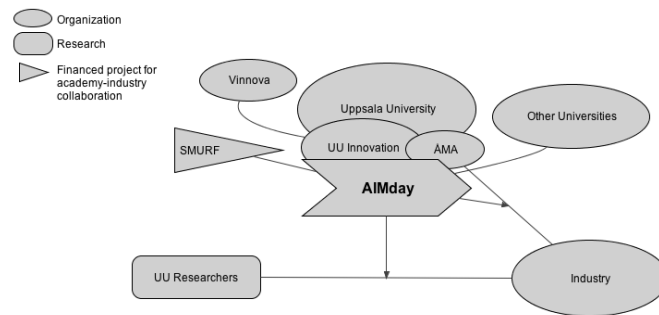 Organization
Research
Financed project for
academy-industry
collaboration
Vinnova
Uppsala University
Other Universities
SMURF
UU Innovation
ÅMA
AIMday
UU Researchers
Industry